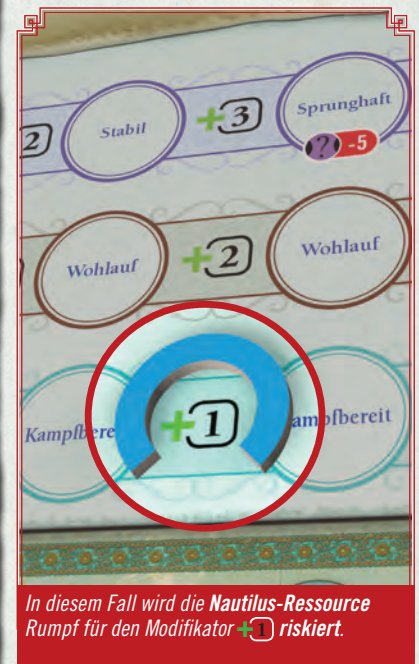 2 Stabil +3 Sprunghaft
? -5
Wohlauf +2 Wohlauf
Kampfbere +1 ampfbereit
In diesem Fall wird die Nautilus-Ressource
Rumpf für den Modifikator +1 riskiert.